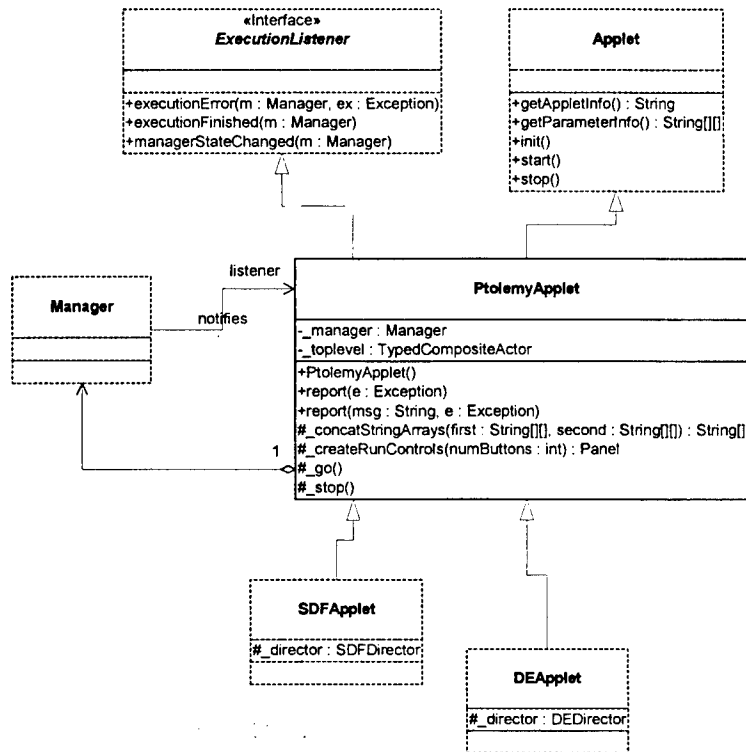 «Interface»
ExecutionListener
+executionError(m : Manager, ex : Exception)
+executionFinished(m : Manager)
+managerStateChanged(m : Manager)
Applet
+getAppletInfo() : String
+getParameterInfo() : String[][]
+init()
+start()
+stop()
Manager
listener
notifies
1
PtolemyApplet
-_manager : Manager
-_toplevel : TypedCompositeActor
+PtolemyApplet()
+report(e : Exception)
+report(msg : String, e : Exception)
#_concatStringArrays(first : String[][], second : String[][]) : String[]
#_createRunControls(numButtons : int) : Panel
#_go()
#_stop()
SDFApplet
#_director : SDFDirector
DEApplet
#_director : DEDirector